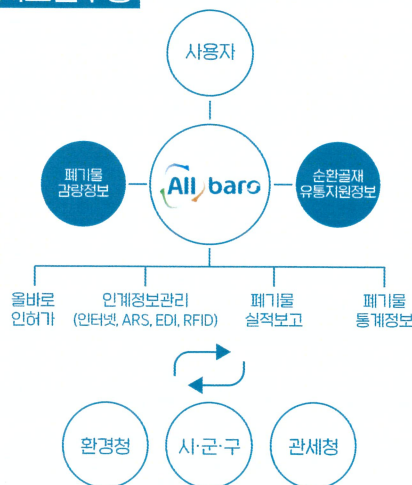 사용자
폐기물
감량정보
Allbaro
순환골재
유통지원정보
올바로
인허가
인계정보관리
(인터넷, ARS, EDI, RFID)
폐기물
실적보고
폐기물
통계정보
환경청
시·군·구
관세청